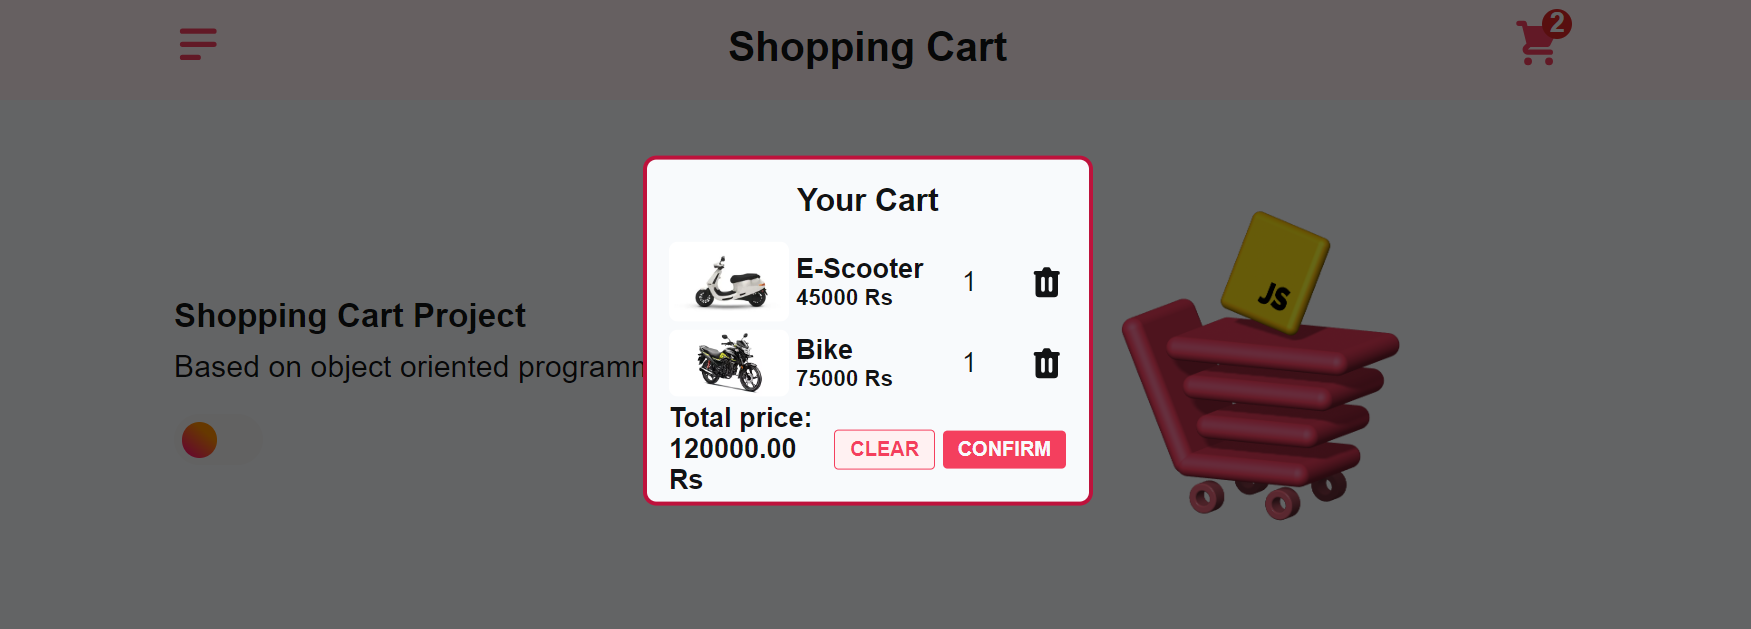 Shopping Cart
2
Your Cart
E-Scooter
45000 Rs
1
Shopping Cart Project
Based on object oriented programm
Bike
75000 Rs
1
Total price:
120000.00
Rs
CLEAR
CONFIRM
JS